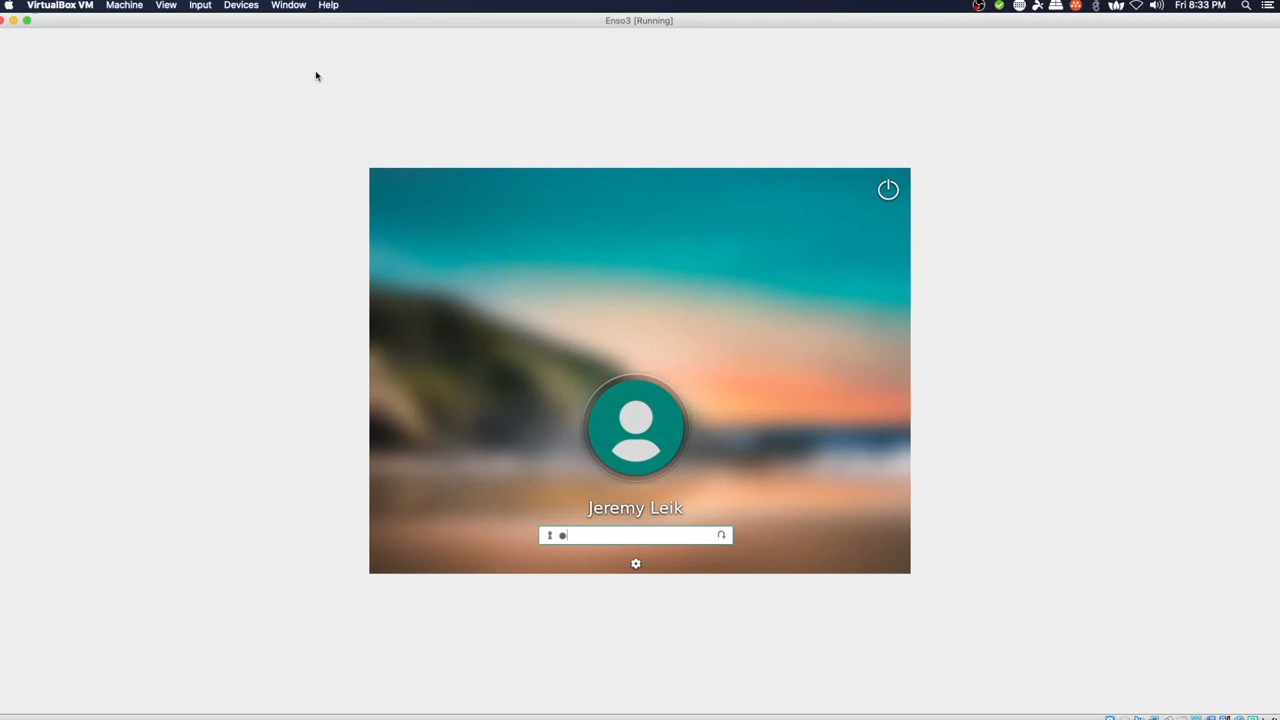 VirtualBox VM Machine View Input Devices Window Help Fri 8:33 PM
Enso3 [Running]
Jeremy Leik